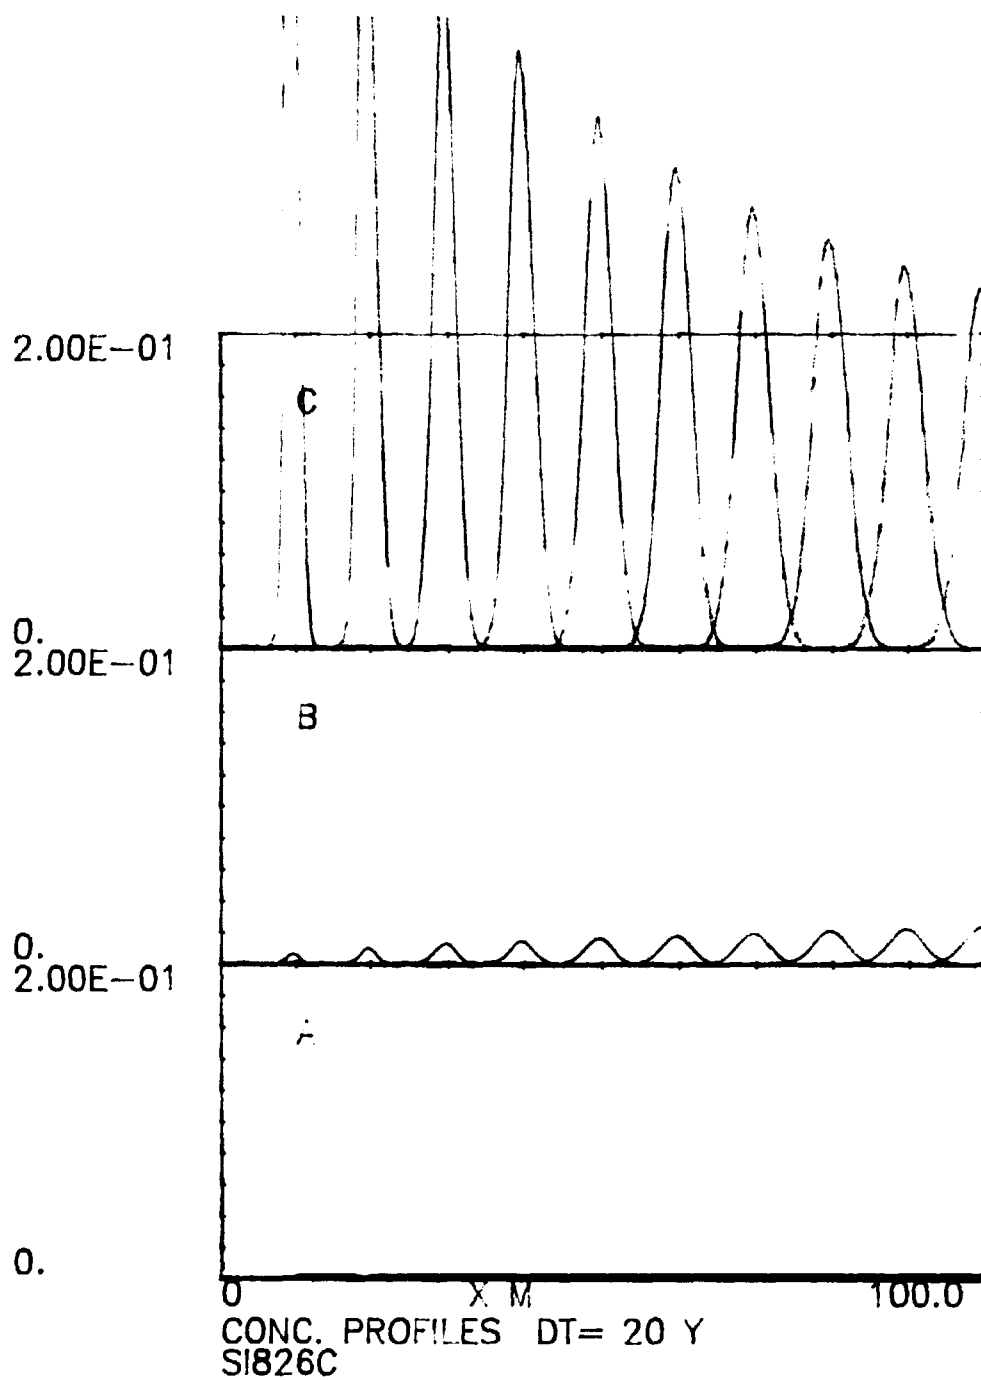 2.00E-01
C
0.
2.00E-01
B
0.
2.00E-01
A
0.
0 X M 100.0
CONC. PROFILES DT= 20 Y
SI826C